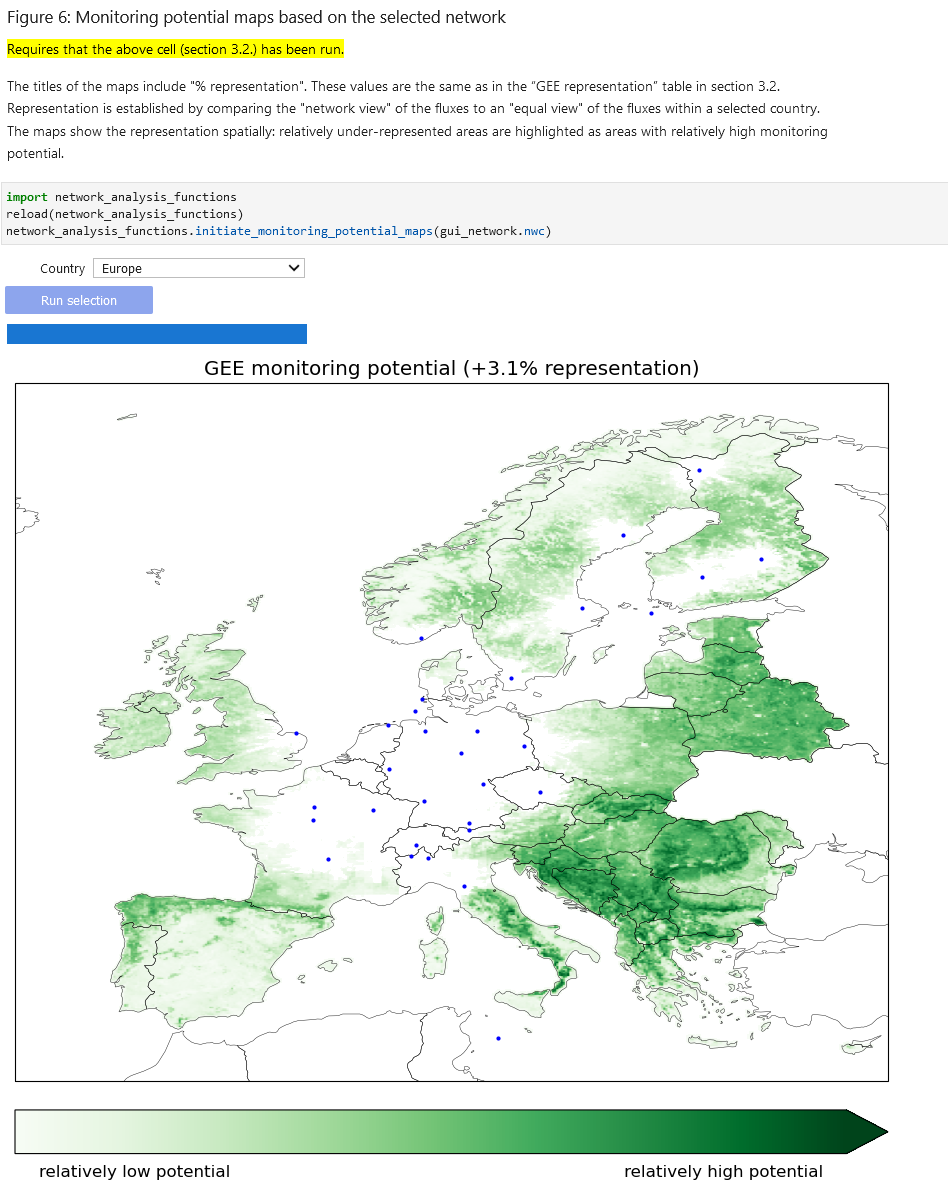 Figure 6: Monitoring potential maps based on the selected network
Requires that the above cell (section 3.2.) has been run.
The titles of the maps include "% representation". These values are the same as in the “GEE representation” table in section 3.2.
Representation is established by comparing the "network view" of the fluxes to an "equal view" of the fluxes within a selected country.
The maps show the representation spatially: relatively under-represented areas are highlighted as areas with relatively high monitoring
potential.
import network_analysis_functions
reload(network_analysis_functions)
network_analysis_functions.initiate_monitoring_potential_maps(gui_network.nwc)
Country Europe
Run selection
GEE monitoring potential (+3.1% representation)
relatively low potential relatively high potential